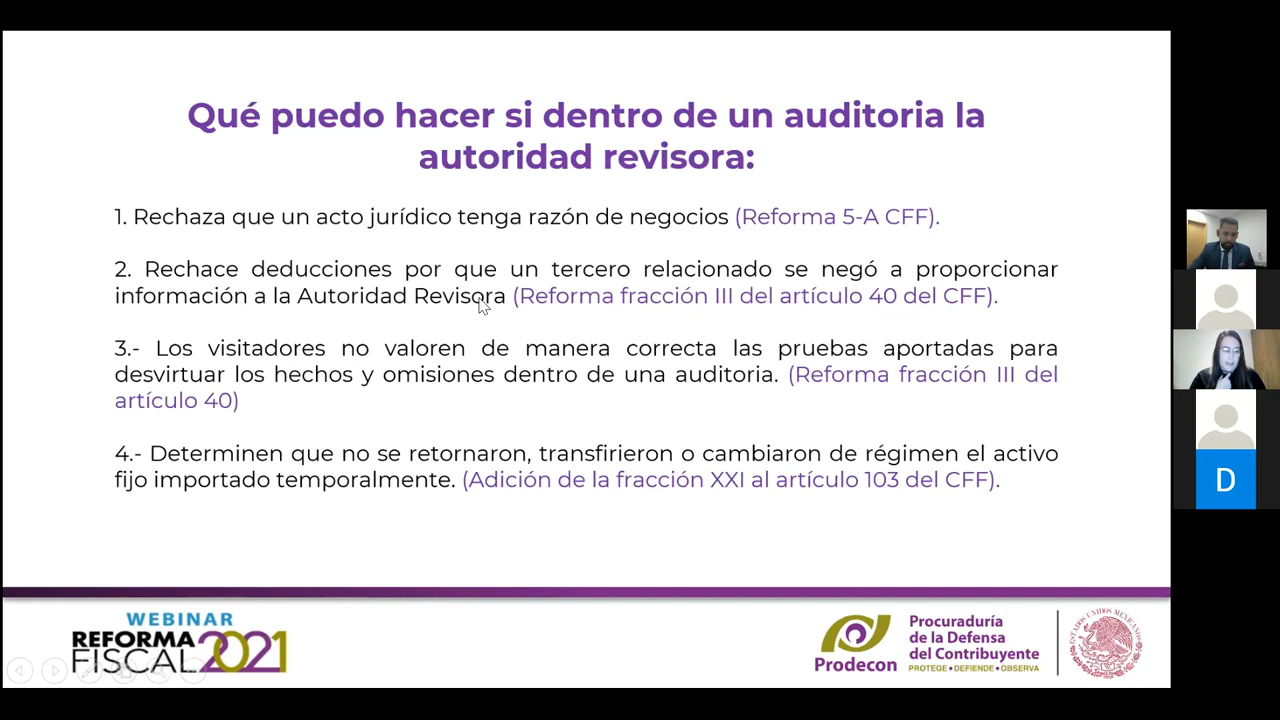 Qué puedo hacer si dentro de un auditoria la
autoridad revisora:
1. Rechaza que un acto jurídico tenga razón de negocios (Reforma 5-A CFF).
2. Rechace deducciones por que un tercero relacionado se negó a proporcionar
información a la Autoridad Revisora (Reforma fracción III del artículo 40 del CFF).
3.- Los visitadores no valoren de manera correcta las pruebas aportadas para
desvirtuar los hechos y omisiones dentro de una auditoria. (Reforma fracción III del
artículo 40)
4.- Determinen que no se retornaron, transfirieron o cambiaron de régimen el activo
fijo importado temporalmente. (Adición de la fracción XXI al artículo 103 del CFF).
WEBINAR
REFORMA
FISCAL 2021
Prodecon
Procuraduría
de la Defensa
del Contribuyente
PROTEGE • DEFIENDE • OBSERVA
ESTADOS UNIDOS MEXICANOS
D